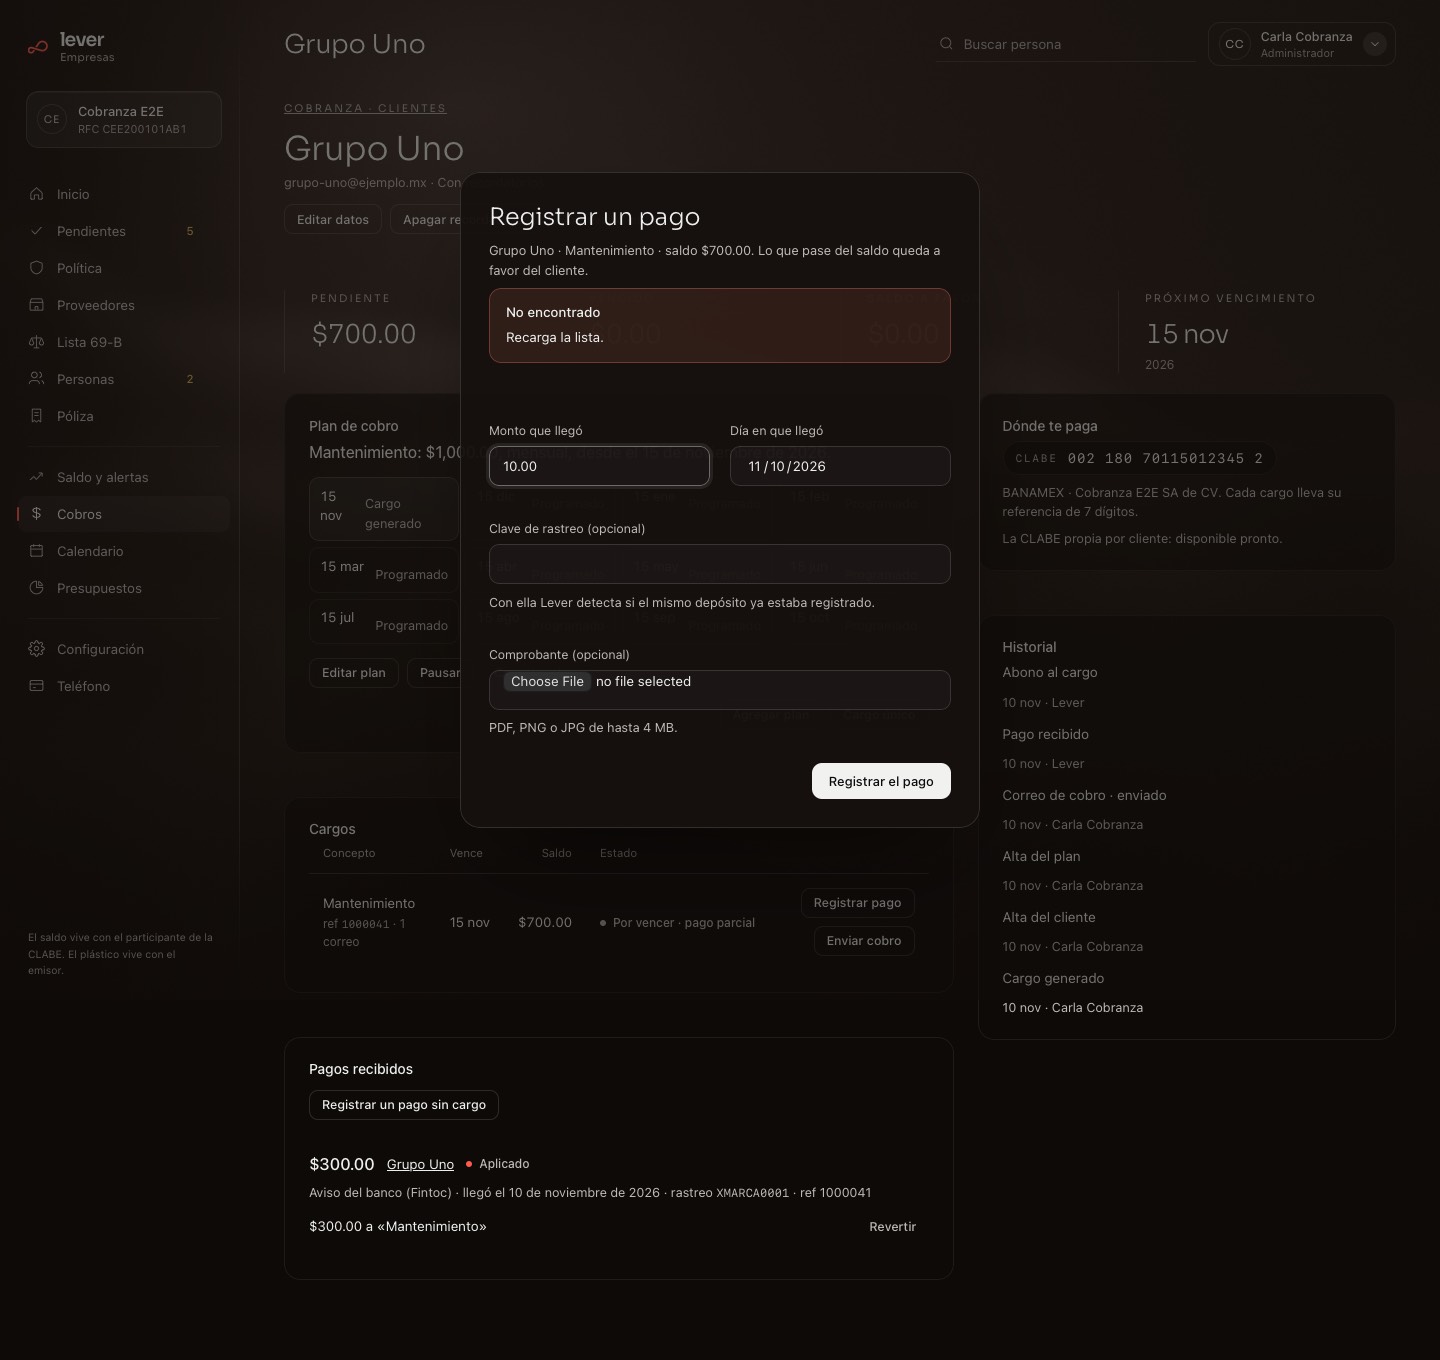 lever
Empresas
Grupo Uno
Buscar persona
CC
Carla Cobranza
Administrador
CE
Cobranza E2E
RFC CEE200101AB1
Inicio
Pendientes 5
Política
Proveedores
Lista 69-B
Personas 2
Póliza
Saldo y alertas
Cobros
Calendario
Presupuestos
Configuración
Teléfono
El saldo vive con el participante de la
CLABE. El plástico vive con el
emisor.
COBRANZA · CLIENTES
Grupo Uno
grupo-uno@ejemplo.mx · Con
Editar datos
Apagar
PENDIENTE
$700.00
PRÓXIMO VENCIMIENTO
15 nov
2026
Registrar un pago
Grupo Uno · Mantenimiento · saldo $700.00. Lo que pase del saldo queda a
favor del cliente.
No encontrado
Recarga la lista.
Monto que llegó
10.00
Día en que llegó
11/10/2026
Clave de rastreo (opcional)
Con ella Lever detecta si el mismo depósito ya estaba registrado.
Comprobante (opcional)
Choose File no file selected
PDF, PNG o JPG de hasta 4 MB.
Registrar el pago
Plan de cobro
Mantenimiento: $1,000.00, mensual, desde el 15 de noviembre de 2026.
15 nov
Cargo generado
15 mar
Programado
15 jul
Programado
Editar plan
Pausar
Dónde te paga
CLABE 002 180 70115012345 2
BANAMEX · Cobranza E2E SA de CV. Cada cargo lleva su
referencia de 7 dígitos.
La CLABE propia por cliente: disponible pronto.
Historial
Abono al cargo
10 nov · Lever
Pago recibido
10 nov · Lever
Correo de cobro · enviado
10 nov · Carla Cobranza
Alta del plan
10 nov · Carla Cobranza
Alta del cliente
10 nov · Carla Cobranza
Cargo generado
10 nov · Carla Cobranza
Cargos
Concepto Vence Saldo Estado
Mantenimiento
ref 1000041 · 1
correo
15 nov
$700.00
Por vencer · pago parcial
Registrar pago
Enviar cobro
Pagos recibidos
Registrar un pago sin cargo
$300.00 Grupo Uno Aplicado
Aviso del banco (Fintoc) · llegó el 10 de noviembre de 2026 · rastreo XMARCA0001 · ref 1000041
$300.00 a «Mantenimiento»
Revertir